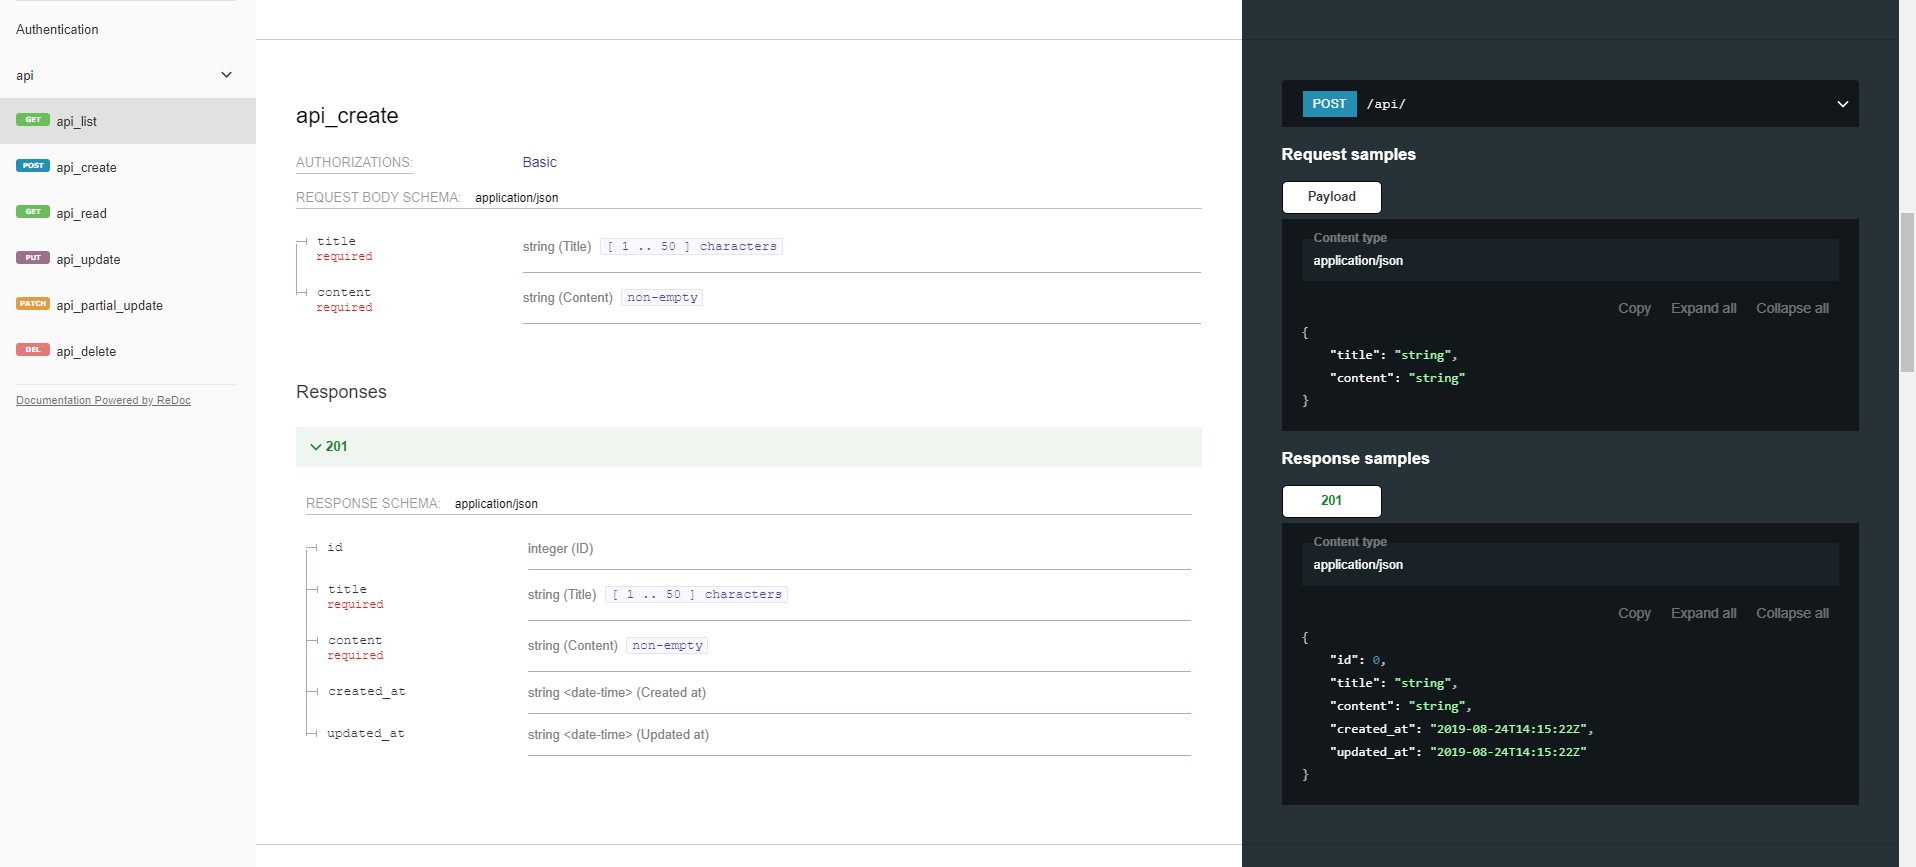 Authentication
api
GET api_list
POST api_create
GET api_read
PUT api_update
PATCH api_partial_update
DEL api_delete
Documentation Powered by ReDoc
api_create
AUTHORIZATIONS: Basic
REQUEST BODY SCHEMA: application/json
title string (Title) [ 1 .. 50 ] characters
required
content string (Content) non-empty
required
Responses
201
RESPONSE SCHEMA: application/json
id integer (ID)
title string (Title) [ 1 .. 50 ] characters
required
content string (Content) non-empty
required
created_at string <date-time> (Created at)
updated_at string <date-time> (Updated at)
POST /api/
Request samples
Payload
Content type
application/json
Copy Expand all Collapse all
{
"title": "string",
"content": "string"
}
Response samples
201
Content type
application/json
Copy Expand all Collapse all
{
"id": 0,
"title": "string",
"content": "string",
"created_at": "2019-08-24T14:15:22Z",
"updated_at": "2019-08-24T14:15:22Z"
}